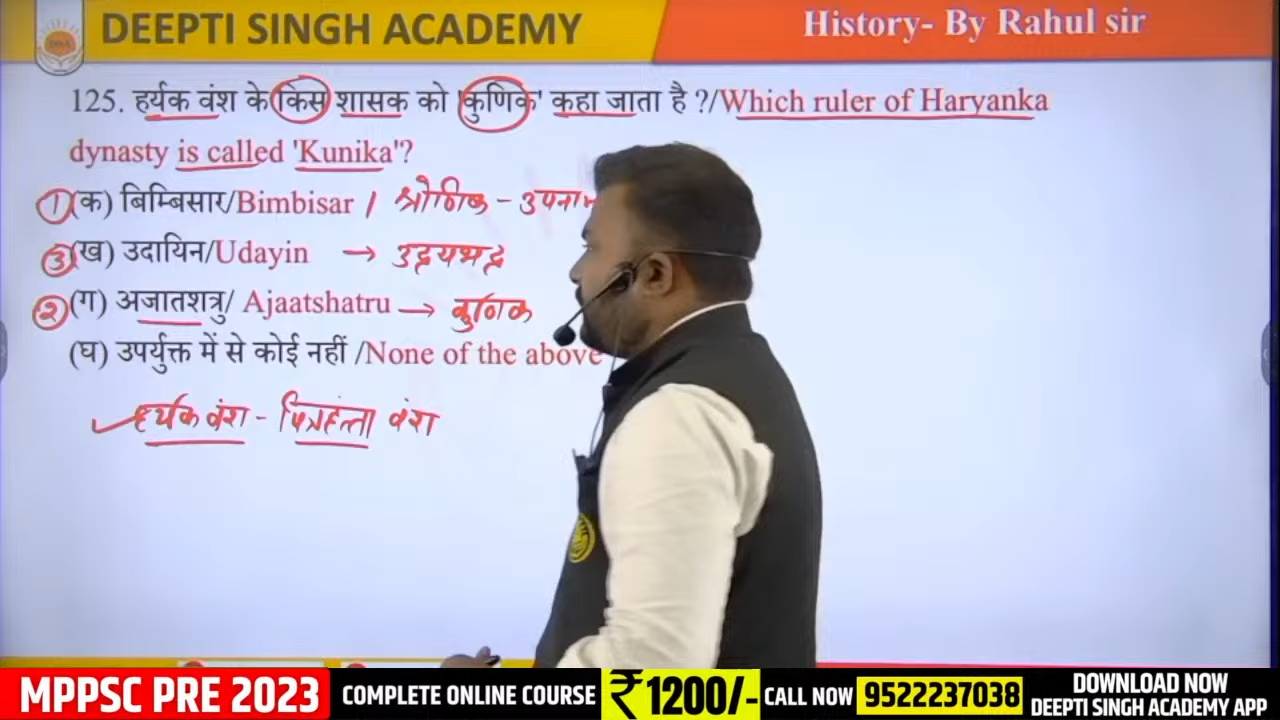 DEEPTI SINGH ACADEMY
History- By Rahul sir
125. हर्यक वंश के किस शासक को 'कुणिक' कहा जाता है ?/Which ruler of Haryanka
dynasty is called 'Kunika'?
① (क) बिम्बिसार/Bimbisar / श्रोणिक - उपनाम
③ (ख) उदायिन/Udayin → उदयभद्र
② (ग) अजातशत्रु/ Ajaatshatru → कुणिक
(घ) उपर्युक्त में से कोई नहीं /None of the above
हर्यक वंश - पित्रहन्ता वंश
MPPSC PRE 2023 COMPLETE ONLINE COURSE ₹1200/- CALL NOW 9522237038 DOWNLOAD NOW
DEEPTI SINGH ACADEMY APP